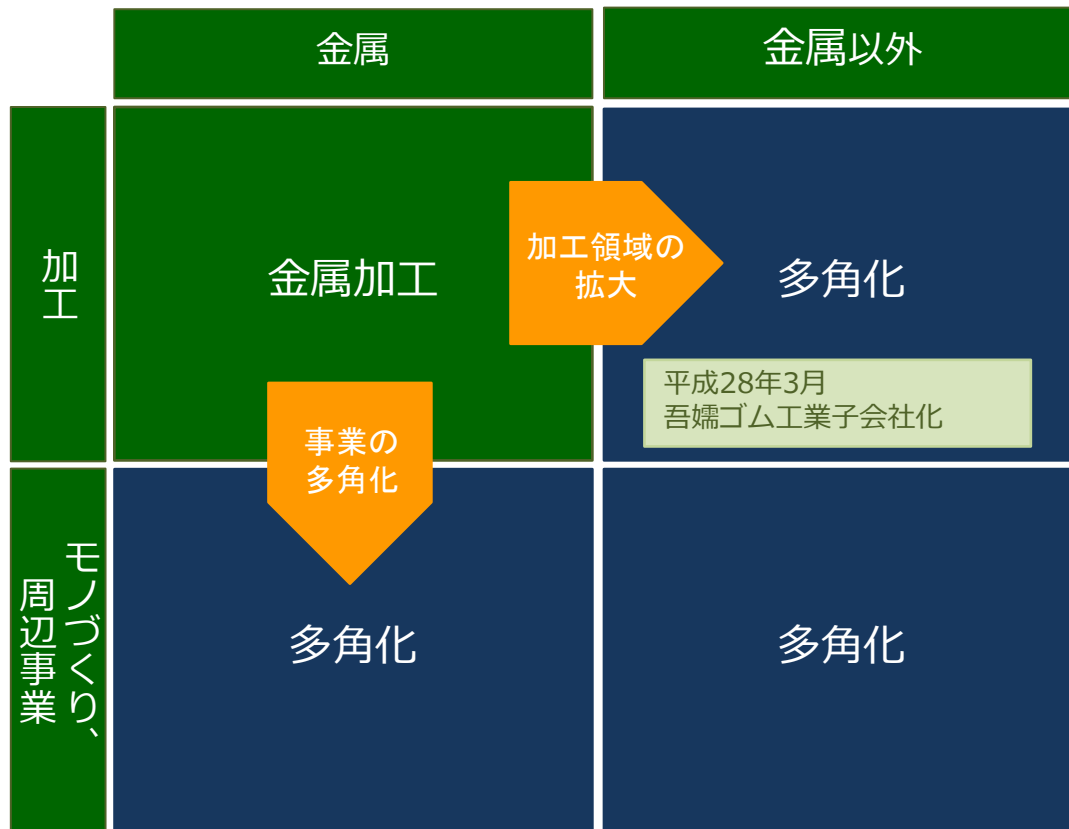 金属
金属以外
加工
金属加工
加工領域の
拡大
多角化
平成28年3月
吾嬬ゴム工業子会社化
事業の
多角化
モノづくり、
周辺事業
多角化
多角化